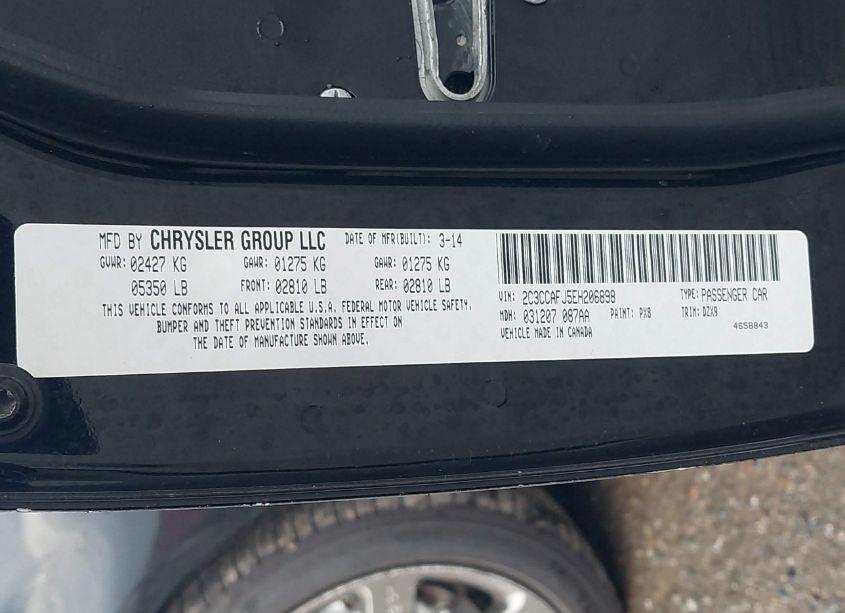 MFD BY CHRYSLER GROUP LLC DATE OF MFR(BUILT): 3-14
GVWR: 02427 KG GAWR: 01275 KG GAWR: 01275 KG
05350 LB FRONT: 02810 LB REAR: 02810 LB
THIS VEHICLE CONFORMS TO ALL APPLICABLE U.S.A. FEDERAL MOTOR VEHICLE SAFETY,
BUMPER AND THEFT PREVENTION STANDARDS IN EFFECT ON
THE DATE OF MANUFACTURE SHOWN ABOVE.
VIN: 2C3CCAFJ5EH206898 TYPE: PASSENGER CAR
MDH: 031207 087AA PAINT: PX8 TRIM: DZX9
VEHICLE MADE IN CANADA 4658843